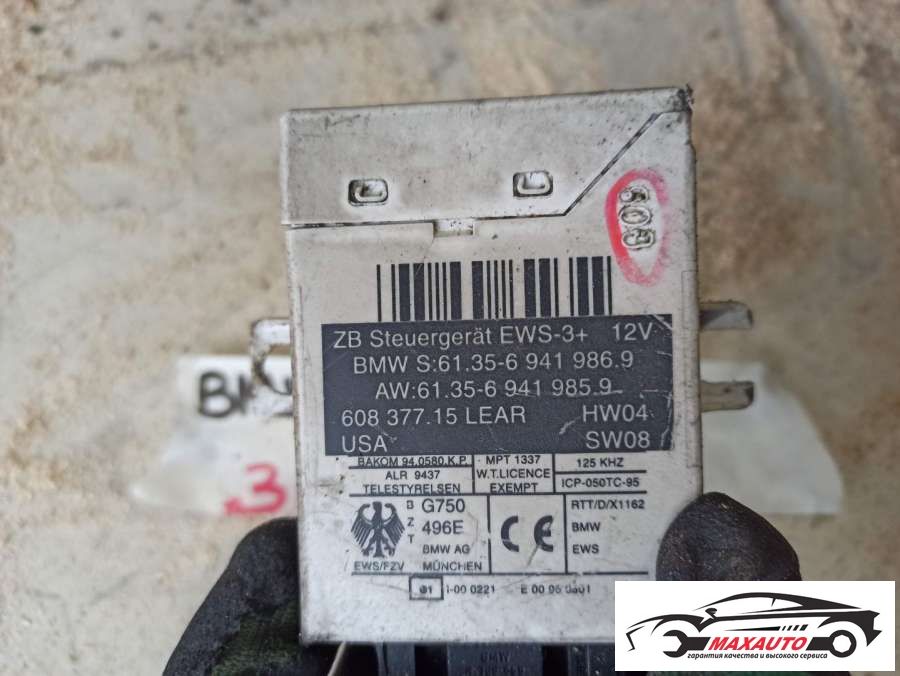 603
ZB Steuergerät EWS-3+ 12V
BMW S:61.35-6 941 986.9
AW:61.35-6 941 985.9
608 377.15 LEAR HW04
USA SW08
BAKOM 94.0580.K.P.
ALR 9437
TELESTYRELSEN
MPT 1337
W.T.LICENCE
EXEMPT
125 KHZ
ICP-050TC-95
BZT
G750
496E
BMW AG
EWS/FZV MÜNCHEN
CE
RTT/D/X1162
BMW
EWS
01 1-00 0221
3
MAXAUTO
гарантия качества и высокого сервиса